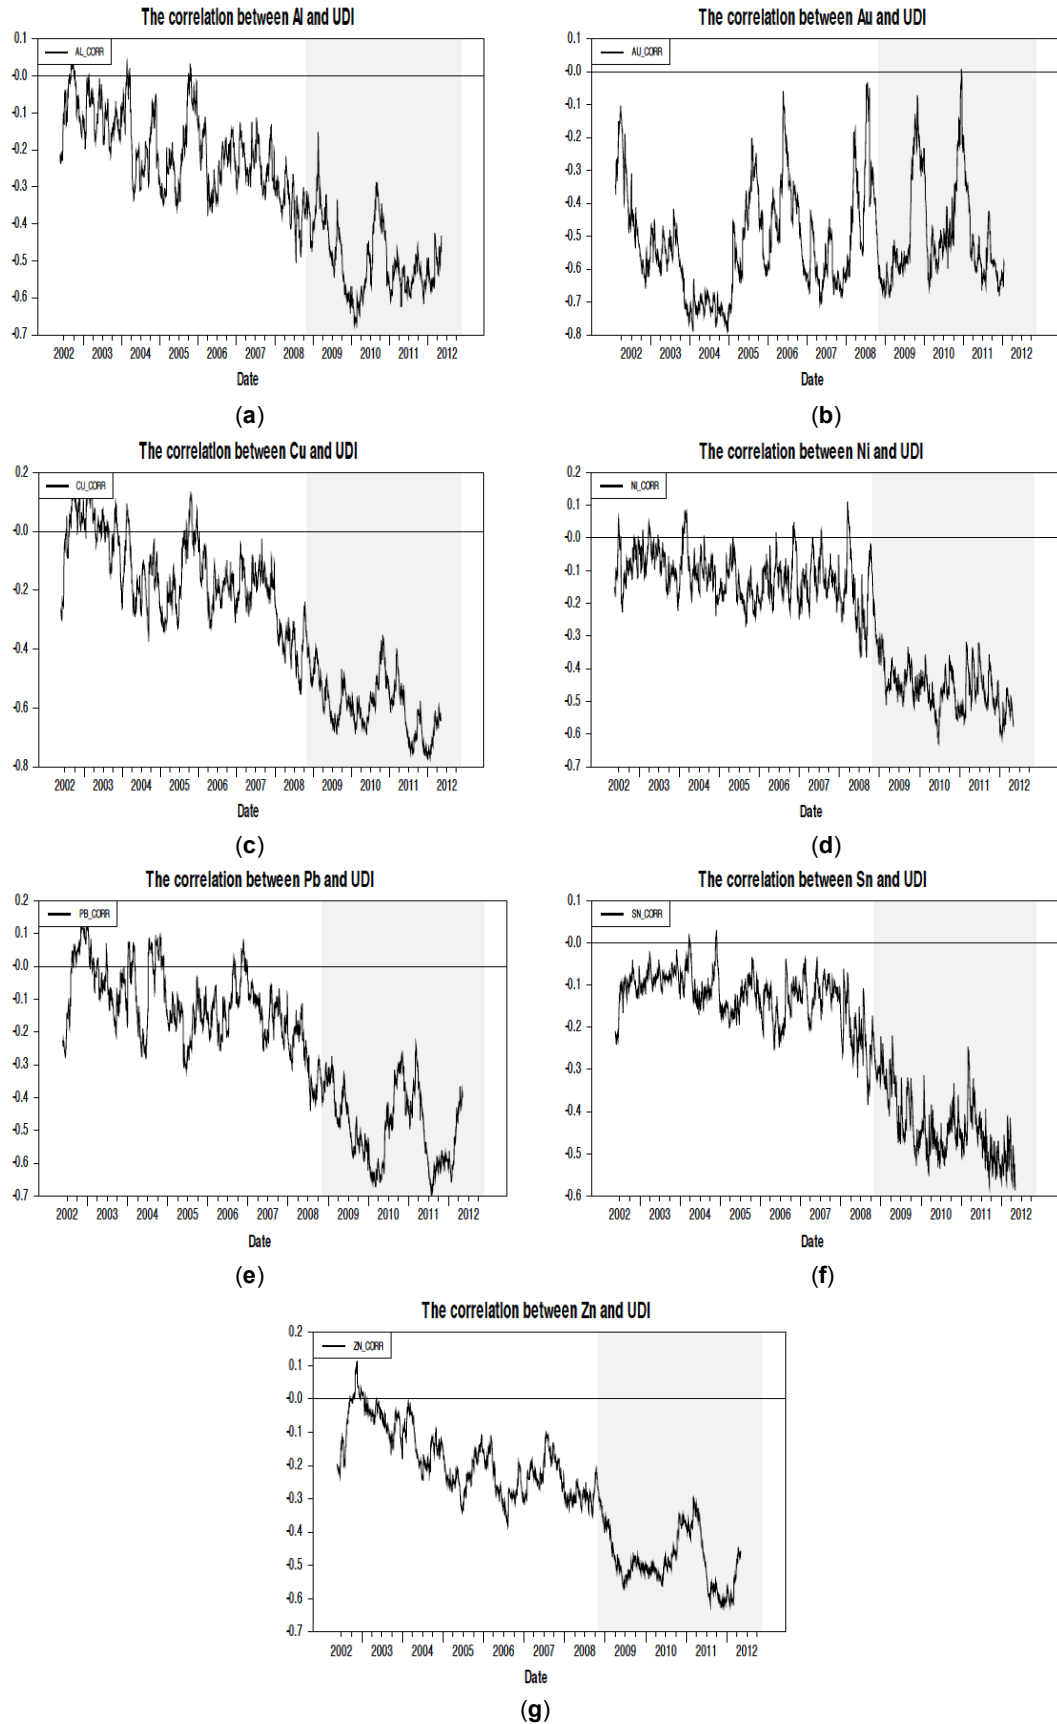 The correlation between Al and UDI
0.1
AL_CORR
-0.0
-0.1
-0.2
-0.3
-0.4
-0.5
-0.6
-0.7
2002 2003 2004 2005 2006 2007 2008 2009 2010 2011 2012
Date
(a)
The correlation between Au and UDI
0.1
AU_CORR
-0.0
-0.1
-0.2
-0.3
-0.4
-0.5
-0.6
-0.7
-0.8
2002 2003 2004 2005 2006 2007 2008 2009 2010 2011 2012
Date
(b)
The correlation between Cu and UDI
0.2
CU_CORR
-0.0
-0.2
-0.4
-0.6
-0.8
2002 2003 2004 2005 2006 2007 2008 2009 2010 2011 2012
Date
(c)
The correlation between Ni and UDI
0.2
NI_CORR
0.1
-0.0
-0.1
-0.2
-0.3
-0.4
-0.5
-0.6
-0.7
2002 2003 2004 2005 2006 2007 2008 2009 2010 2011 2012
Date
(d)
The correlation between Pb and UDI
0.2
PB_CORR
0.1
-0.0
-0.1
-0.2
-0.3
-0.4
-0.5
-0.6
-0.7
2002 2003 2004 2005 2006 2007 2008 2009 2010 2011 2012
Date
(e)
The correlation between Sn and UDI
0.1
SN_CORR
-0.0
-0.1
-0.2
-0.3
-0.4
-0.5
-0.6
2002 2003 2004 2005 2006 2007 2008 2009 2010 2011 2012
Date
(f)
The correlation between Zn and UDI
0.2
ZN_CORR
0.1
-0.0
-0.1
-0.2
-0.3
-0.4
-0.5
-0.6
-0.7
2002 2003 2004 2005 2006 2007 2008 2009 2010 2011 2012
Date
(g)